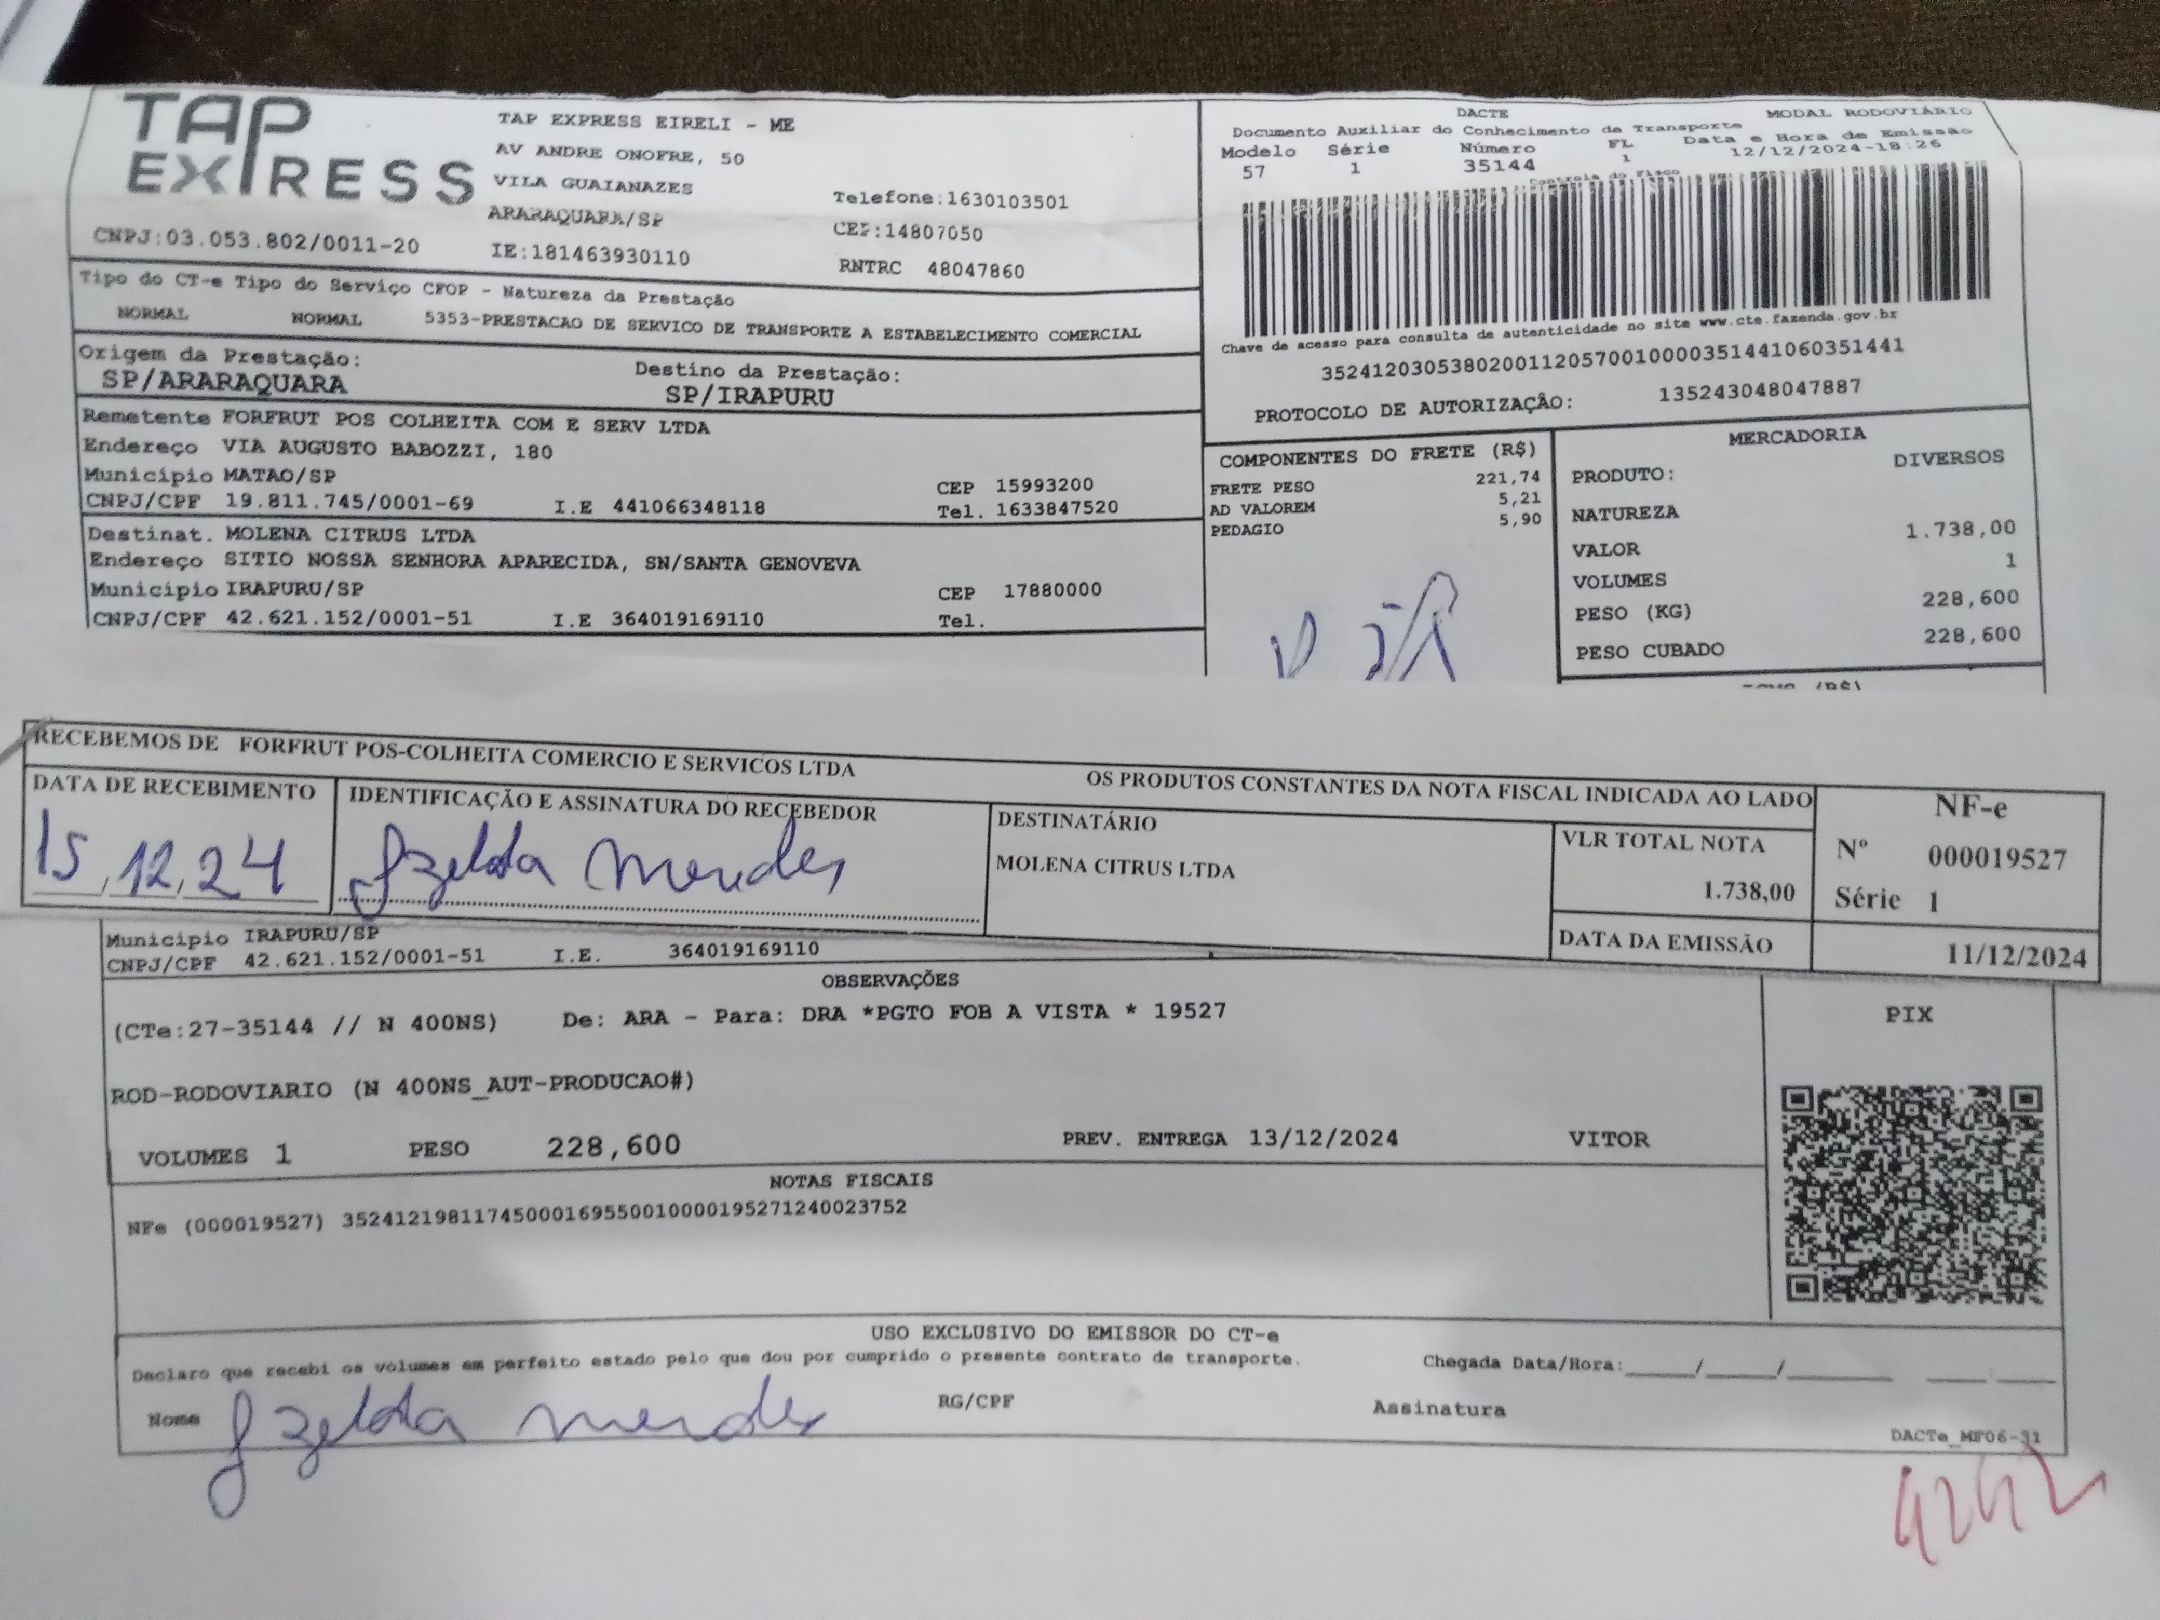 TAP EXPRESS
TAP EXPRESS EIRELI - ME
AV ANDRE ONOFRE, 50
VILA GUAIANAZES
ARARAQUARA/SP
Telefone:1630103501
CEP:14807050
CNPJ:03.053.802/0011-20
IE:181463930110
RNTRC 48047860
DACTE
MODAL RODOVIÁRIO
Documento Auxiliar do Conhecimento de Transporte
Modelo Série Número FL Data e Hora de Emissão
57 1 35144 1 12/12/2024-18:26
Controle do Fisco
Chave de acesso para consulta de autenticidade no site www.cte.fazenda.gov.br
35241203053802001120570010000351441060351441
PROTOCOLO DE AUTORIZAÇÃO: 135243048047887
Tipo do CT-e Tipo do Serviço CFOP - Natureza da Prestação
NORMAL NORMAL 5353-PRESTACAO DE SERVICO DE TRANSPORTE A ESTABELECIMENTO COMERCIAL
Origem da Prestação: Destino da Prestação:
SP/ARARAQUARA SP/IRAPURU
Remetente FORFRUT POS COLHEITA COM E SERV LTDA
Endereço VIA AUGUSTO BABOZZI, 180
Município MATAO/SP CEP 15993200
CNPJ/CPF 19.811.745/0001-69 I.E 441066348118 Tel. 1633847520
Destinat. MOLENA CITRUS LTDA
Endereço SITIO NOSSA SENHORA APARECIDA, SN/SANTA GENOVEVA
Município IRAPURU/SP CEP 17880000
CNPJ/CPF 42.621.152/0001-51 I.E 364019169110 Tel.
COMPONENTES DO FRETE (R$)
FRETE PESO 221,74
AD VALOREM 5,21
PEDAGIO 5,90
MERCADORIA
PRODUTO: DIVERSOS
NATUREZA
VALOR 1.738,00
VOLUMES 1
PESO (KG) 228,600
PESO CUBADO 228,600
RECEBEMOS DE FORFRUT POS-COLHEITA COMERCIO E SERVICOS LTDA OS PRODUTOS CONSTANTES DA NOTA FISCAL INDICADA AO LADO
DATA DE RECEBIMENTO
15,12,24
IDENTIFICAÇÃO E ASSINATURA DO RECEBEDOR
Mendes
DESTINATÁRIO
MOLENA CITRUS LTDA
VLR TOTAL NOTA
1.738,00
DATA DA EMISSÃO
11/12/2024
NF-e
Nº 000019527
Série 1
Municipio IRAPURU/SP
CNPJ/CPF 42.621.152/0001-51 I.E. 364019169110
OBSERVAÇÕES
(CTe:27-35144 // N 400NS) De: ARA - Para: DRA *PGTO FOB A VISTA * 19527
ROD-RODOVIARIO (N 400NS_AUT-PRODUCAO#)
VOLUMES 1 PESO 228,600 PREV. ENTREGA 13/12/2024 VITOR
PIX
NOTAS FISCAIS
NFe (000019527) 35241219811745000169550010000195271240023752
USO EXCLUSIVO DO EMISSOR DO CT-e
Declaro que recebi os volumes em perfeito estado pelo que dou por cumprido o presente contrato de transporte.
Chegada Data/Hora:____/____/____
Nome Mendes RG/CPF Assinatura
DACTe_MF06-31